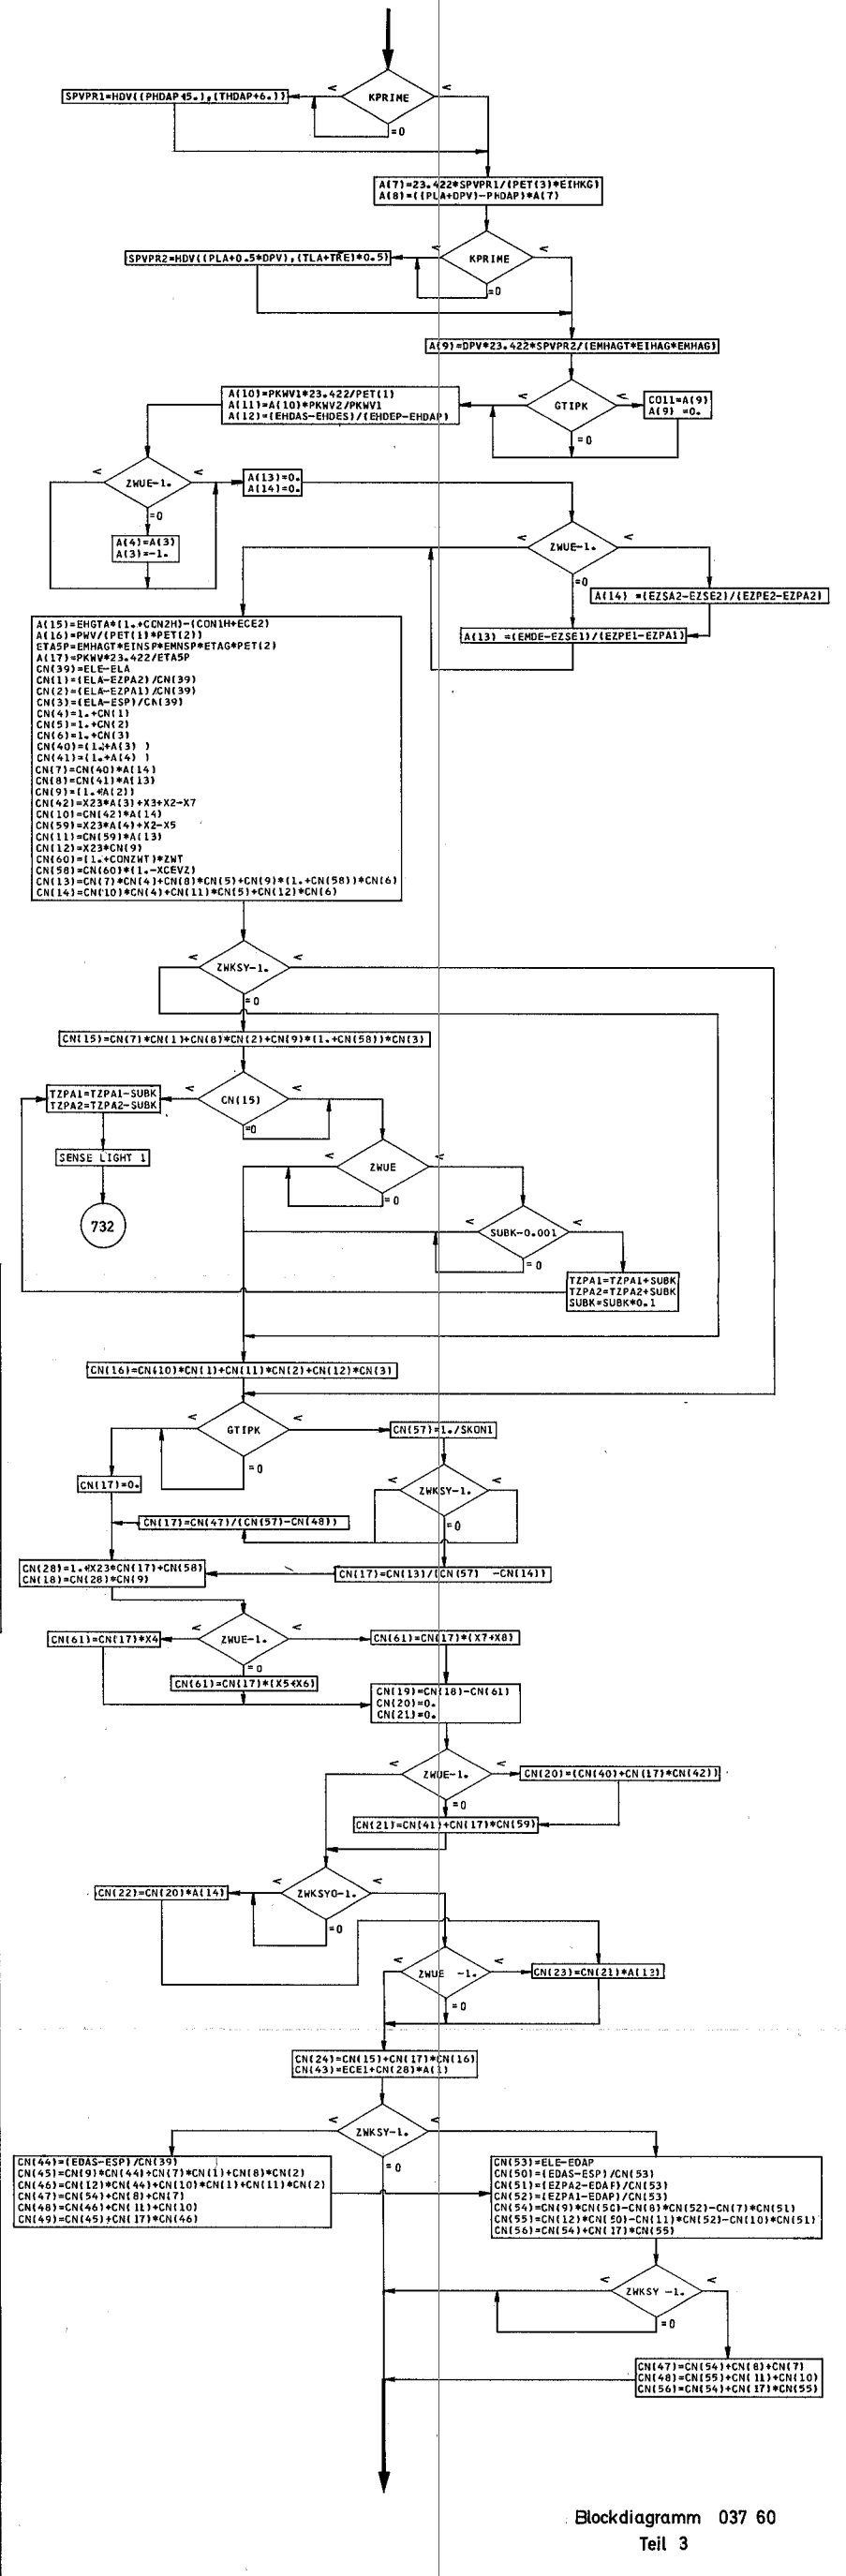 <
<
KPRIME
SPVPR1=HDV((PHDAP+5.),(THDAP+6.))
=0
A(7)=23.422*SPVPR1/(PET(3)*EIHKG)
A(8)=((PLA+DPV)-PHDAP)*A(7)
<
<
KPRIME
SPVPR2=HDV((PLA+0.5*DPV),(TLA+TRE)*0.5)
=0
A(9)=DPV*23.422*SPVPR2/(EMHAGT*EIHAG*EMHAG)
A(10)=PKWV1*23.422/PET(1)
A(11)=A(10)*PKWV2/PKWV1
A(12)=(EHDAS-EHDES)/(EHDEP-EHDAP)
<
<
GTIPK
CO11=A(9)
A(9) =0.
=0
<
<
ZWUE-1.
A(13)=0.
A(14)=0.
=0
A(4)=A(3)
A(3)=-1.
<
<
ZWUE-1.
=0
A(14) =(EZSA2-EZSE2)/(EZPE2-EZPA2)
A(13) =(EMDE-EZSE1)/(EZPE1-EZPA1)
A(15)=EHGTA*(1.+CON2H)-(CON1H+ECE2)
A(16)=PWV/(PET(1)*PET(2))
ETA5P=EMHAGT*EINSP*EMNSP*ETAG*PET(2)
A(17)=PKWV*23.422/ETA5P
CN(39)=ELE-ELA
CN(1)=(ELA-EZPA2)/CN(39)
CN(2)=(ELA-EZPA1)/CN(39)
CN(3)=(ELA-ESP)/CN(39)
CN(4)=1.+CN(1)
CN(5)=1.+CN(2)
CN(6)=1.+CN(3)
CN(40)=(1.+A(3) )
CN(41)=(1.+A(4) )
CN(7)=CN(40)*A(14)
CN(8)=CN(41)*A(13)
CN(9)=(1.+A(2))
CN(42)=X23*A(3)+X3+X2-X7
CN(10)=CN(42)*A(14)
CN(59)=X23*A(4)+X2-X5
CN(11)=CN(59)*A(13)
CN(12)=X23*CN(9)
CN(60)=(1.+CONZWT)*ZWT
CN(58)=CN(60)*(1.-XCEVZ)
CN(13)=CN(7)*CN(4)+CN(8)*CN(5)+CN(9)*(1.+CN(58))*CN(6)
CN(14)=CN(10)*CN(4)+CN(11)*CN(5)+CN(12)*CN(6)
<
<
ZWKSY-1.
=0
CN(15)=CN(7)*CN(1)+CN(8)*CN(2)+CN(9)*(1.+CN(58))*CN(3)
<
<
CN(15)
TZPA1=TZPA1-SUBK
TZPA2=TZPA2-SUBK
=0
SENSE LIGHT 1
<
<
ZWUE
=0
732
<
<
SUBK-0.001
=0
TZPA1=TZPA1+SUBK
TZPA2=TZPA2+SUBK
SUBK=SUBK*0.1
CN(16)=CN(10)*CN(1)+CN(11)*CN(2)+CN(12)*CN(3)
<
<
GTIPK
CN(57)=1./SKON1
=0
CN(17)=0.
<
<
ZWKSY-1.
=0
CN(17)=CN(47)/(CN(57)-CN(48))
CN(28)=1.+X23*CN(17)+CN(58)
CN(18)=CN(28)*CN(9)
CN(17)=CN(13)/(CN(57) -CN(14))
<
<
ZWUE-1.
CN(61)=CN(17)*X4
CN(61)=CN(17)*(X7+X8)
=0
CN(61)=CN(17)*(X5+X6)
CN(19)=CN(18)-CN(61)
CN(20)=0.
CN(21)=0.
<
<
ZWUE-1.
CN(20)=(CN(40)+CN(17)*CN(42))
=0
CN(21)=CN(41)+CN(17)*CN(59)
<
<
ZWKSY0-1.
CN(22)=CN(20)*A(14)
=0
<
<
ZWUE -1.
CN(23)=CN(21)*A(13)
=0
CN(24)=CN(15)+CN(17)*CN(16)
CN(43)=ECE1+CN(28)*A(1)
<
<
ZWKSY-1.
=0
CN(44)=(EDAS-ESP)/CN(39)
CN(45)=CN(9)*CN(44)+CN(7)*CN(1)+CN(8)*CN(2)
CN(46)=CN(12)*CN(44)+CN(10)*CN(1)+CN(11)*CN(2)
CN(47)=CN(54)+CN(8)+CN(7)
CN(48)=CN(46)+CN(11)+CN(10)
CN(49)=CN(45)+CN(17)*CN(46)
CN(53)=ELE-EDAP
CN(50)=(EDAS-ESP)/CN(53)
CN(51)=(EZPA2-EDAP)/CN(53)
CN(52)=(EZPA1-EDAP)/CN(53)
CN(54)=CN(9)*CN(50)-CN(8)*CN(52)-CN(7)*CN(51)
CN(55)=CN(12)*CN(50)-CN(11)*CN(52)-CN(10)*CN(51)
CN(56)=CN(54)+CN(17)*CN(55)
<
<
ZWKSY -1.
=0
CN(47)=CN(54)+CN(8)+CN(7)
CN(48)=CN(55)+CN(11)+CN(10)
CN(56)=CN(54)+CN(17)*CN(55)
Blockdiagramm 037 60
Teil 3